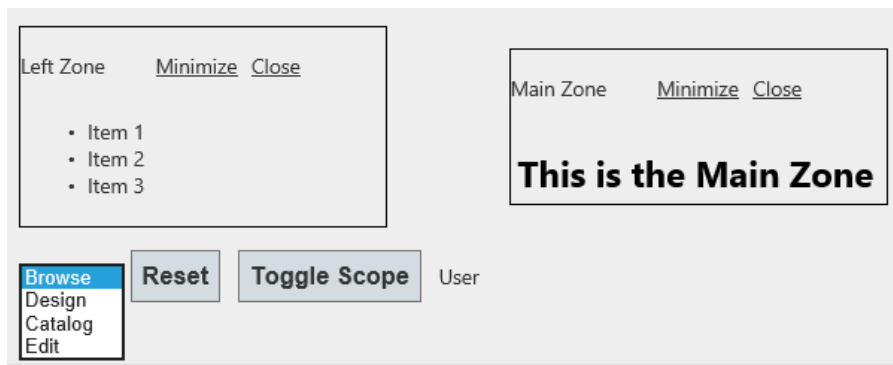 Left Zone Minimize Close
• Item 1
• Item 2
• Item 3
Main Zone Minimize Close
This is the Main Zone
Browse
Design
Catalog
Edit
Reset
Toggle Scope
User